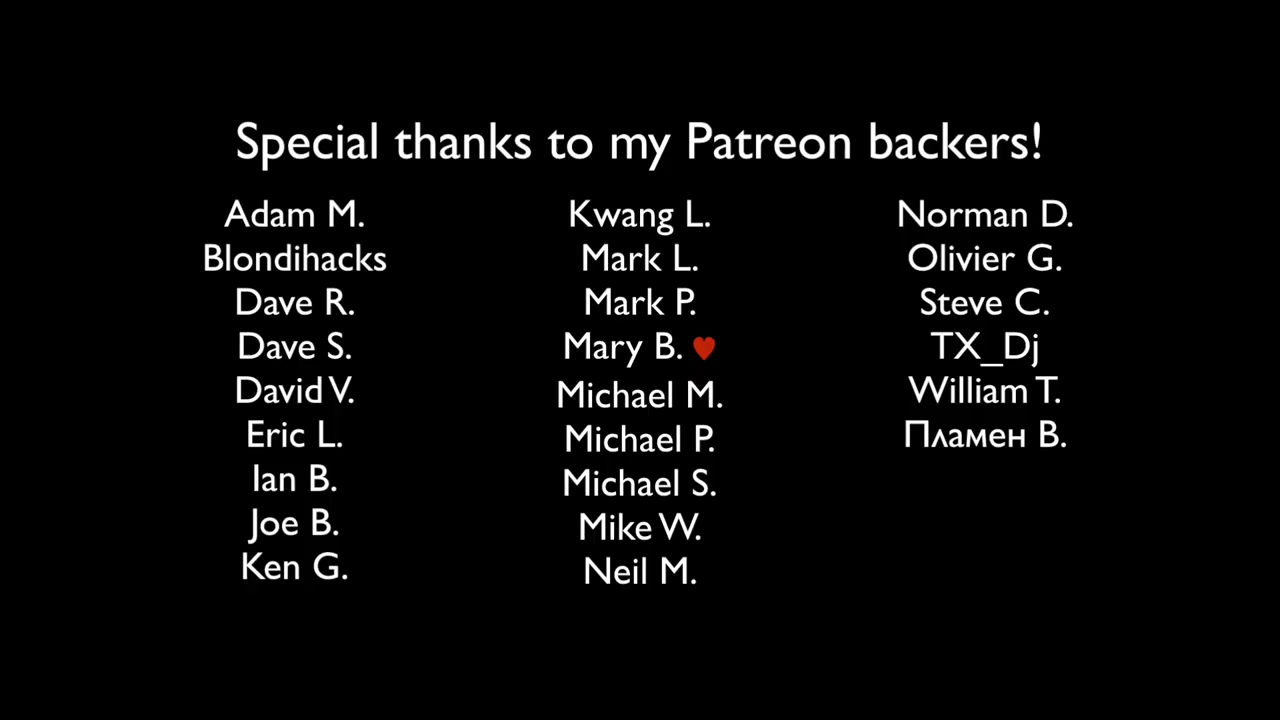 Special thanks to my Patreon backers!
Adam M.
Blondihacks
Dave R.
Dave S.
David V.
Eric L.
Ian B.
Joe B.
Ken G.
Kwang L.
Mark L.
Mark P.
Mary B. ♥
Michael M.
Michael P.
Michael S.
Mike W.
Neil M.
Norman D.
Olivier G.
Steve C.
TX_Dj
William T.
Пламен В.